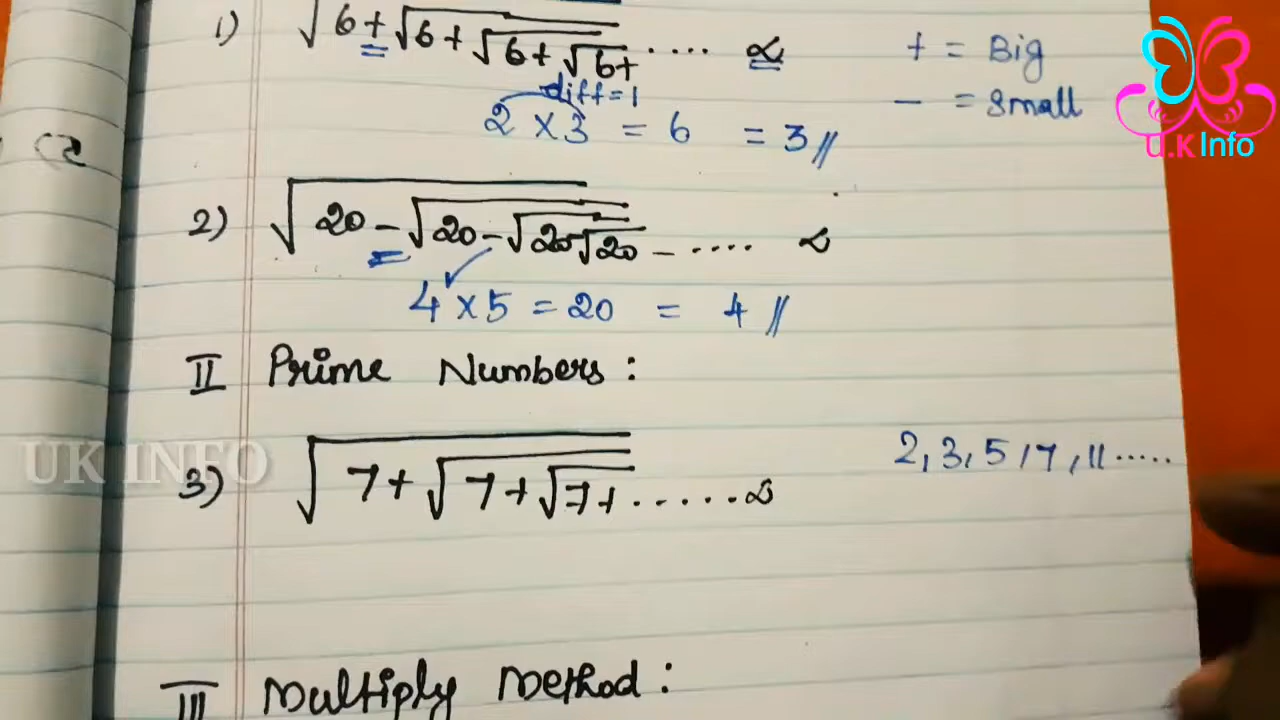 1) √6+√6+√6+√6+ .... ∝ + = Big
diff=1 - = Small
2 × 3 = 6 = 3//
U.K Info
2) √20-√20-√20√20 - .... ∝
4 × 5 = 20 = 4//
II Prime Numbers:
UK INFO
3) √7+√7+√7+ ...... ∝ 2, 3, 5, 7, 11 .....
III Multiply Method: